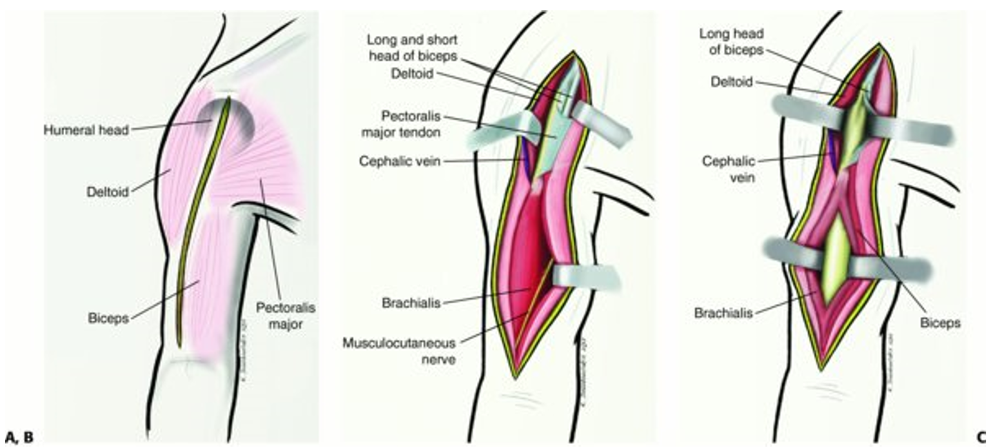 Humeral head
Deltoid
Biceps
Pectoralis
major
A, B
Long and short
head of biceps
Deltoid
Pectoralis
major tendon
Cephalic vein
Brachialis
Musculocutaneous
nerve
Long head
of biceps
Deltoid
Cephalic
vein
Brachialis
Biceps
C